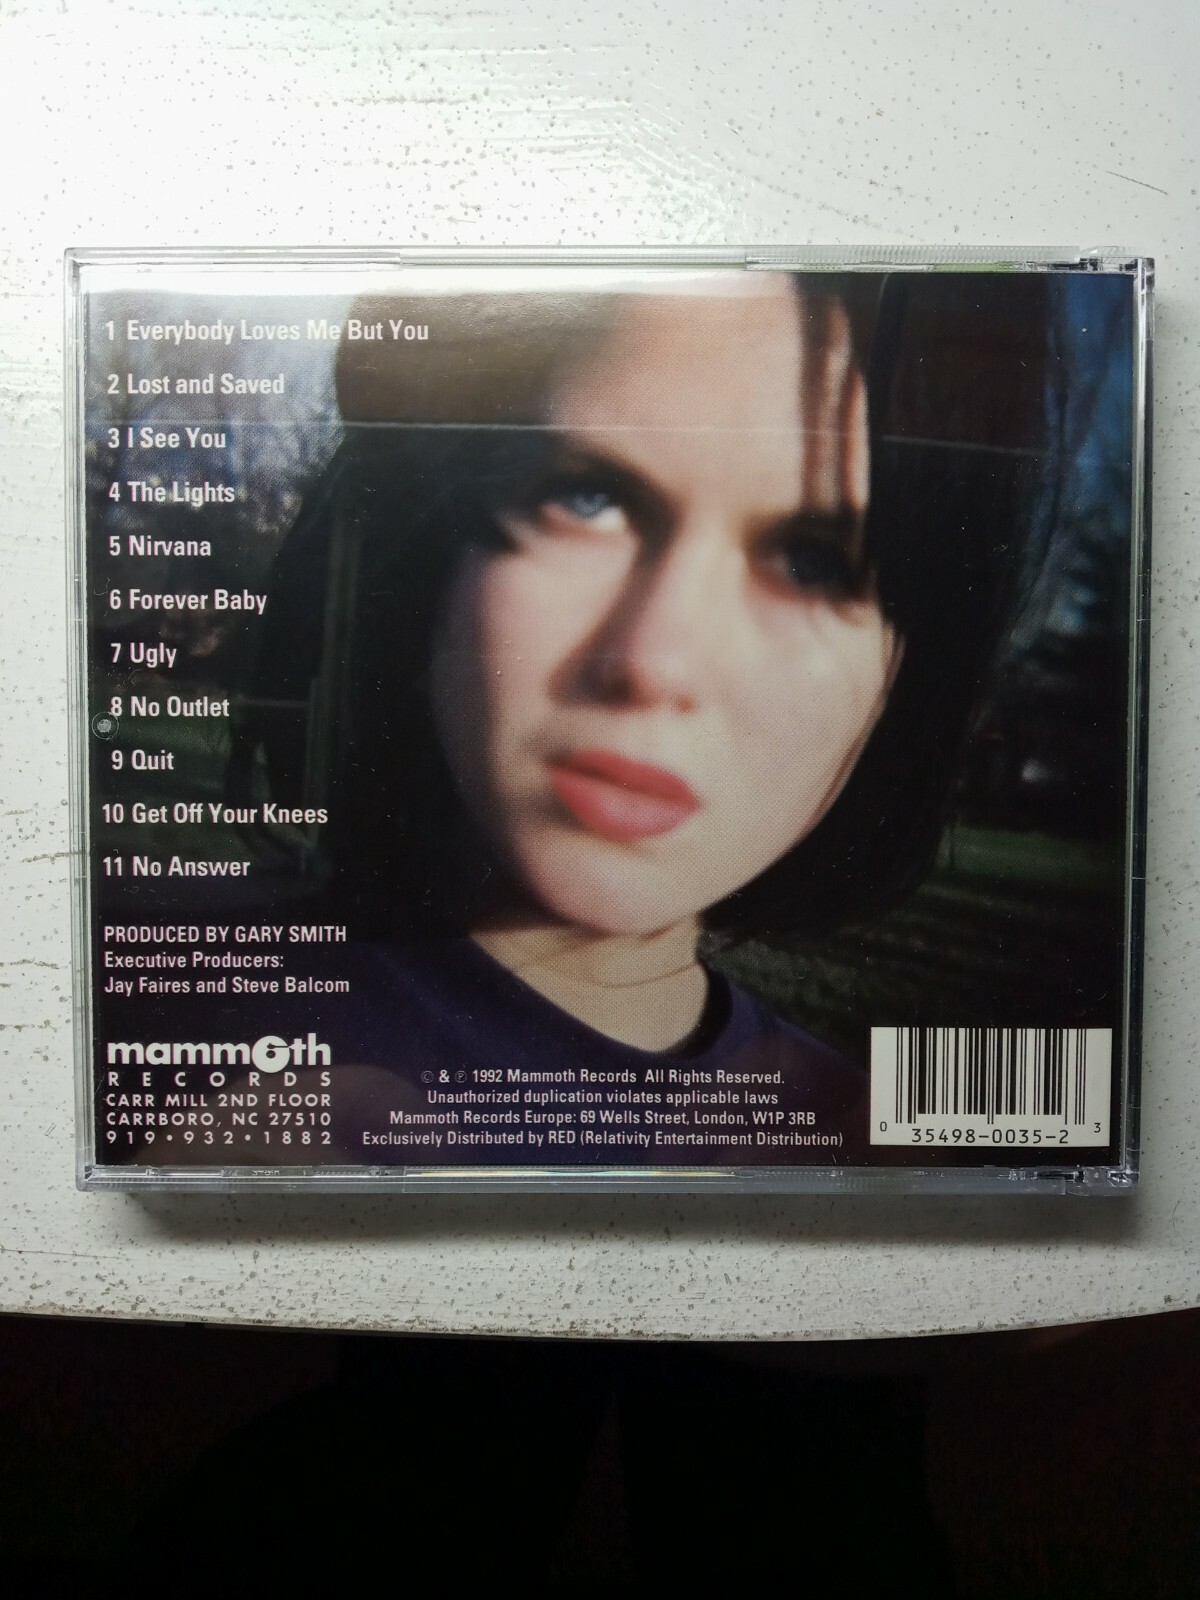 1 Everybody Loves Me But You
2 Lost and Saved
3 I See You
4 The Lights
5 Nirvana
6 Forever Baby
7 Ugly
8 No Outlet
9 Quit
10 Get Off Your Knees
11 No Answer
PRODUCED BY GARY SMITH
Executive Producers:
Jay Faires and Steve Balcom
mammoth
RECORDS
CARR MILL 2ND FLOOR
CARRBORO, NC 27510
919•932•1882
© & ℗ 1992 Mammoth Records All Rights Reserved.
Unauthorized duplication violates applicable laws
Mammoth Records Europe: 69 Wells Street, London, W1P 3RB
Exclusively Distributed by RED (Relativity Entertainment Distribution)
0 35498-0035-2 3